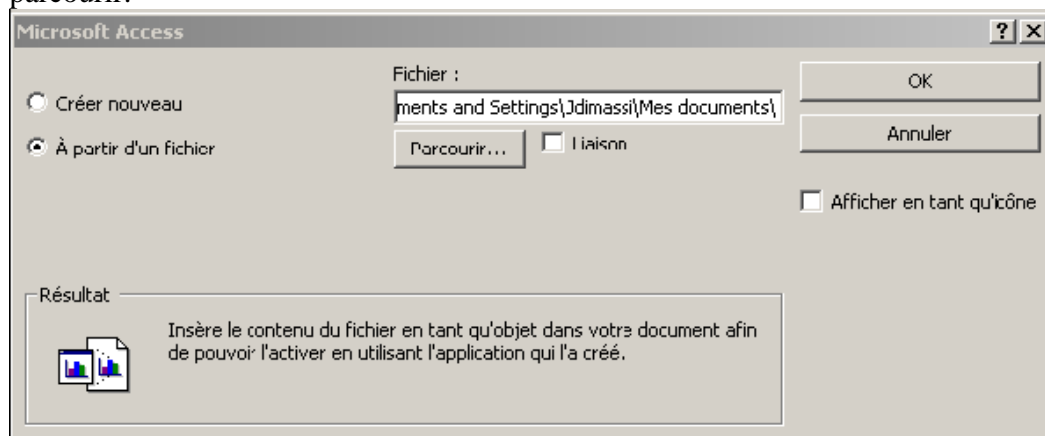 parcourir.
Microsoft Access
Fichier :
Créer nouveau
ments and Settings\Jdimassi\Mes documents\
À partir d'un fichier
Parcourir...
Liaison
OK
Annuler
Afficher en tant qu'icône
Résultat
Insère le contenu du fichier en tant qu'objet dans votre document afin
de pouvoir l'activer en utilisant l'application qui l'a créé.